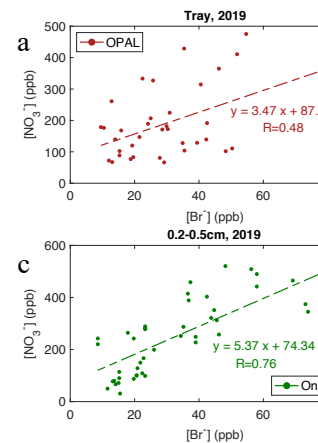 Tray, 2019
a
OPAL
[NO₃⁻] (ppb)
500
400
300
200
100
0
y = 3.47 x + 87.
R=0.48
0 20 40 60
[Br⁻] (ppb)
0.2-0.5cm, 2019
c
[NO₃⁻] (ppb)
600
400
200
0
y = 5.37 x + 74.34
R=0.76
On
0 20 40 60
[Br⁻] (ppb)